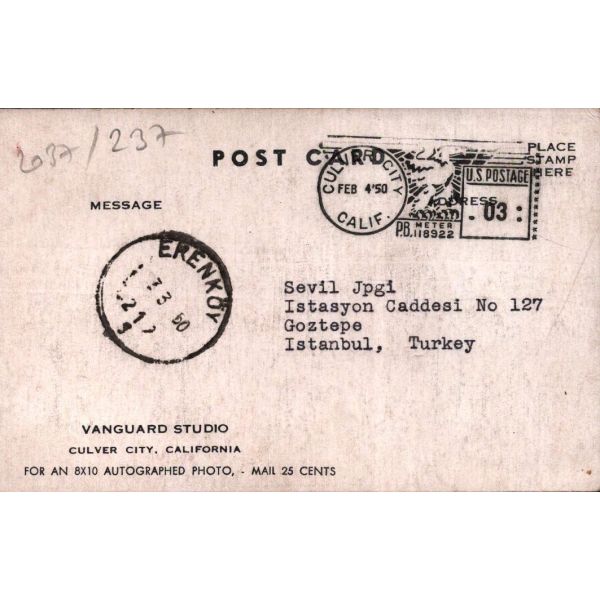 2037/237
POST CARD
PLACE
STAMP
HERE
CULVER CITY
FEB 4'50
CALIF.
U.S. POSTAGE
.03
P.B. METER
118922
ADDRESS
MESSAGE
ERENKÖY
3 50
Sevil Jpgi
Istasyon Caddesi No 127
Goztepe
Istanbul, Turkey
VANGUARD STUDIO
CULVER CITY, CALIFORNIA
FOR AN 8X10 AUTOGRAPHED PHOTO, - MAIL 25 CENTS